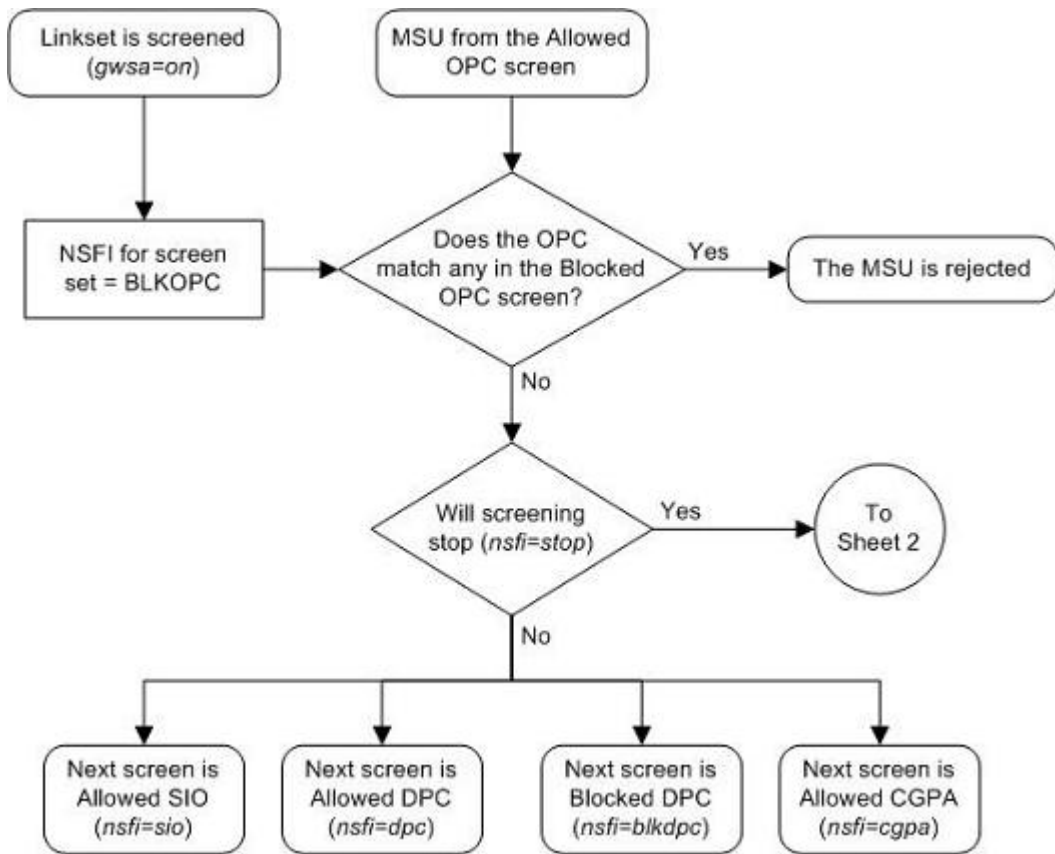 Linkset is screened
(gwsa=on)
MSU from the Allowed
OPC screen
NSFI for screen
set = BLKOPC
Does the OPC
match any in the Blocked
OPC screen?
Yes
The MSU is rejected
No
Will screening
stop (nsfi=stop)
Yes
To
Sheet 2
No
Next screen is
Allowed SIO
(nsfi=sio)
Next screen is
Allowed DPC
(nsfi=dpc)
Next screen is
Blocked DPC
(nsfi=blkdpc)
Next screen is
Allowed CGPA
(nsfi=cgpa)